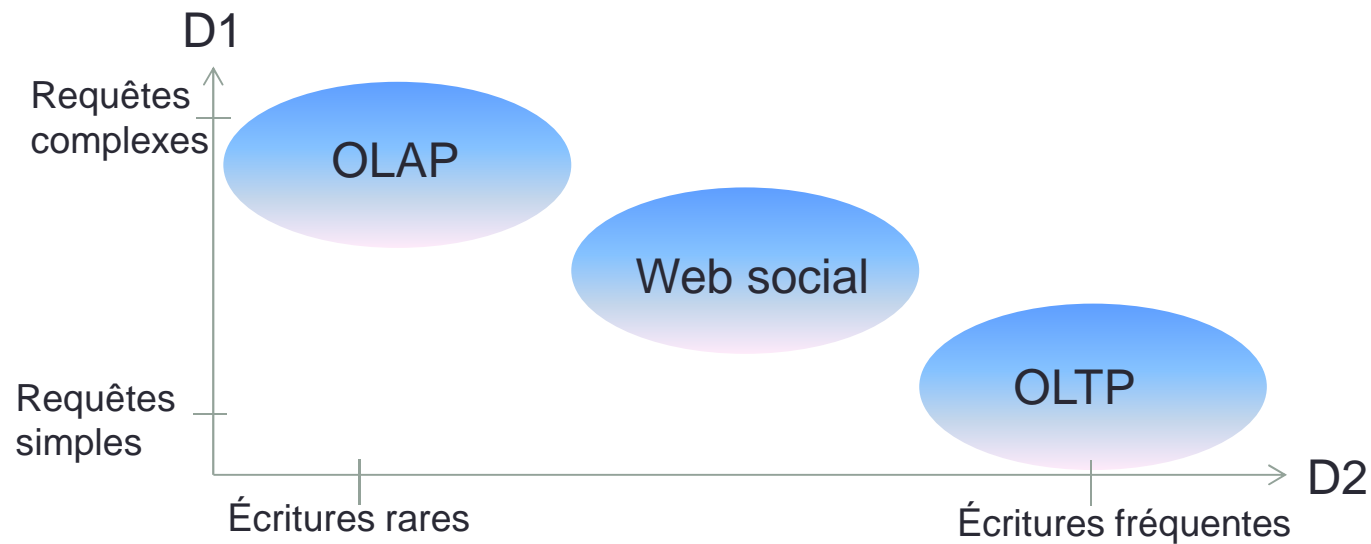 D1
Requêtes
complexes
OLAP
Web social
OLTP
Requêtes
simples
D2
Écritures rares
Écritures fréquentes